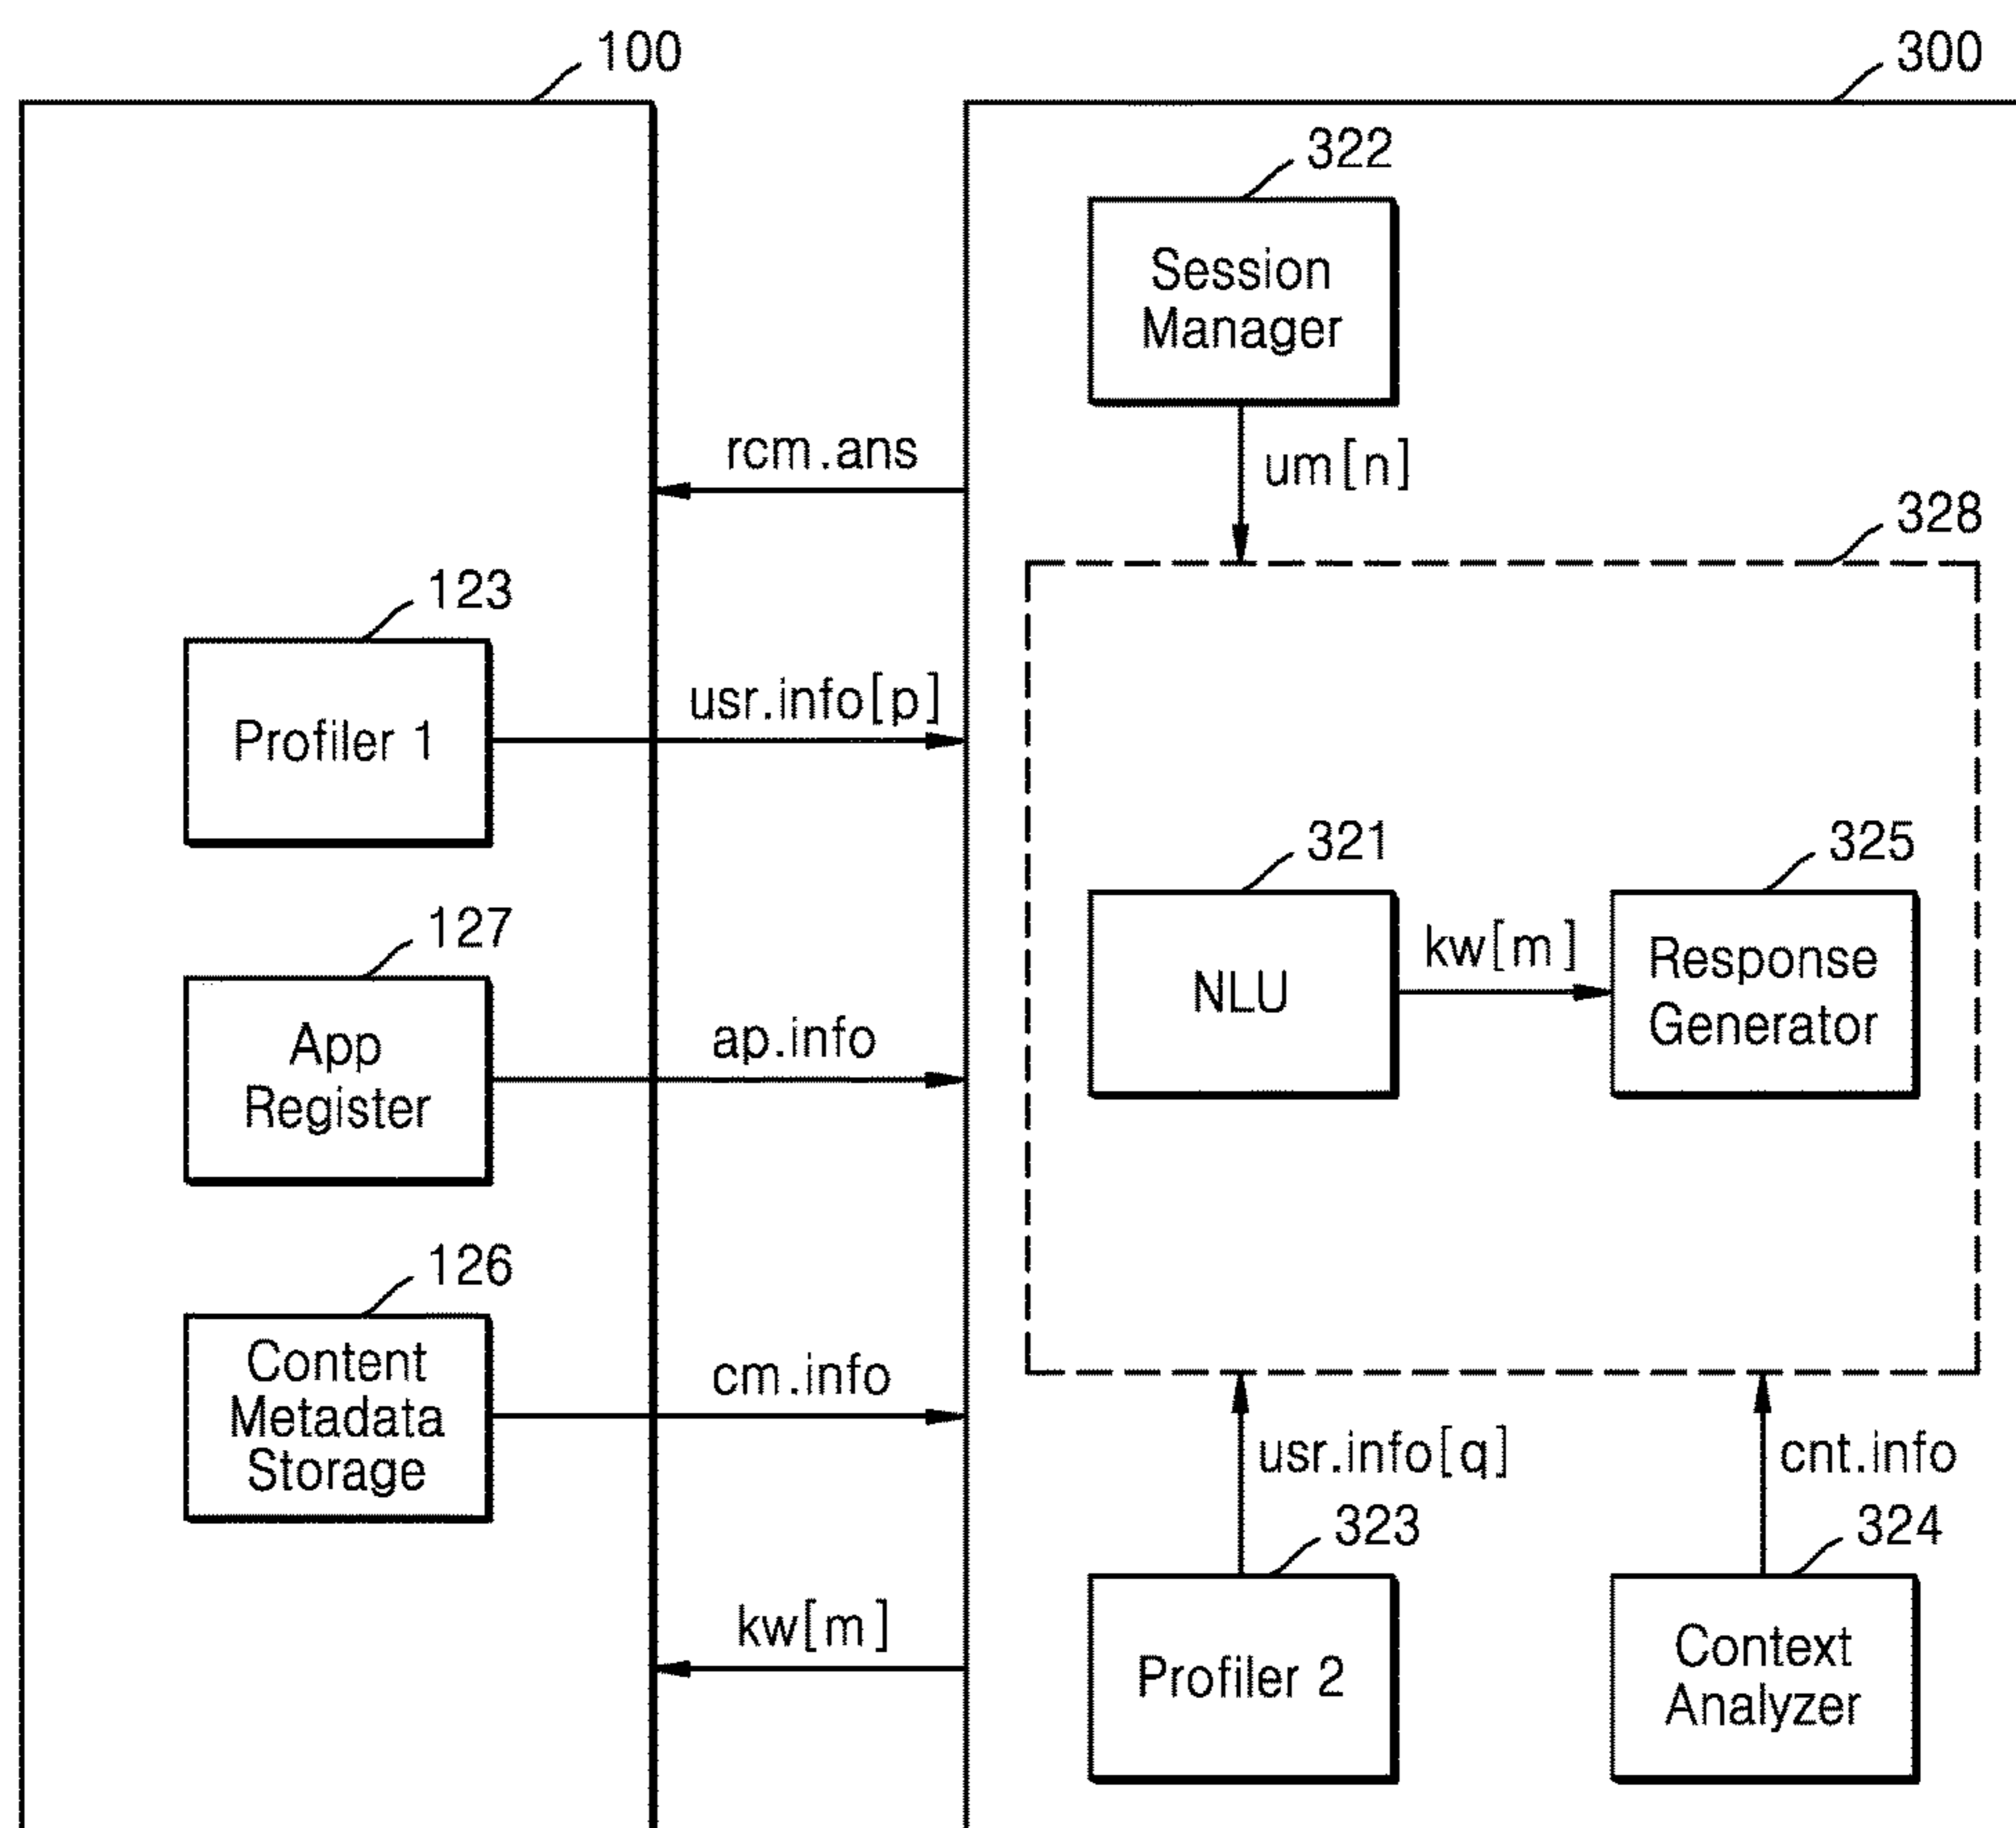 100
300
322
Session
Manager
rcm.ans
um[n]
328
123
Profiler 1
usr.info[p]
321
325
127
NLU
kw[m]
Response
Generator
App
Register
ap.info
126
Content
Metadata
Storage
cm.info
usr.info[q]
cnt.info
323
324
kw[m]
Profiler 2
Context
Analyzer